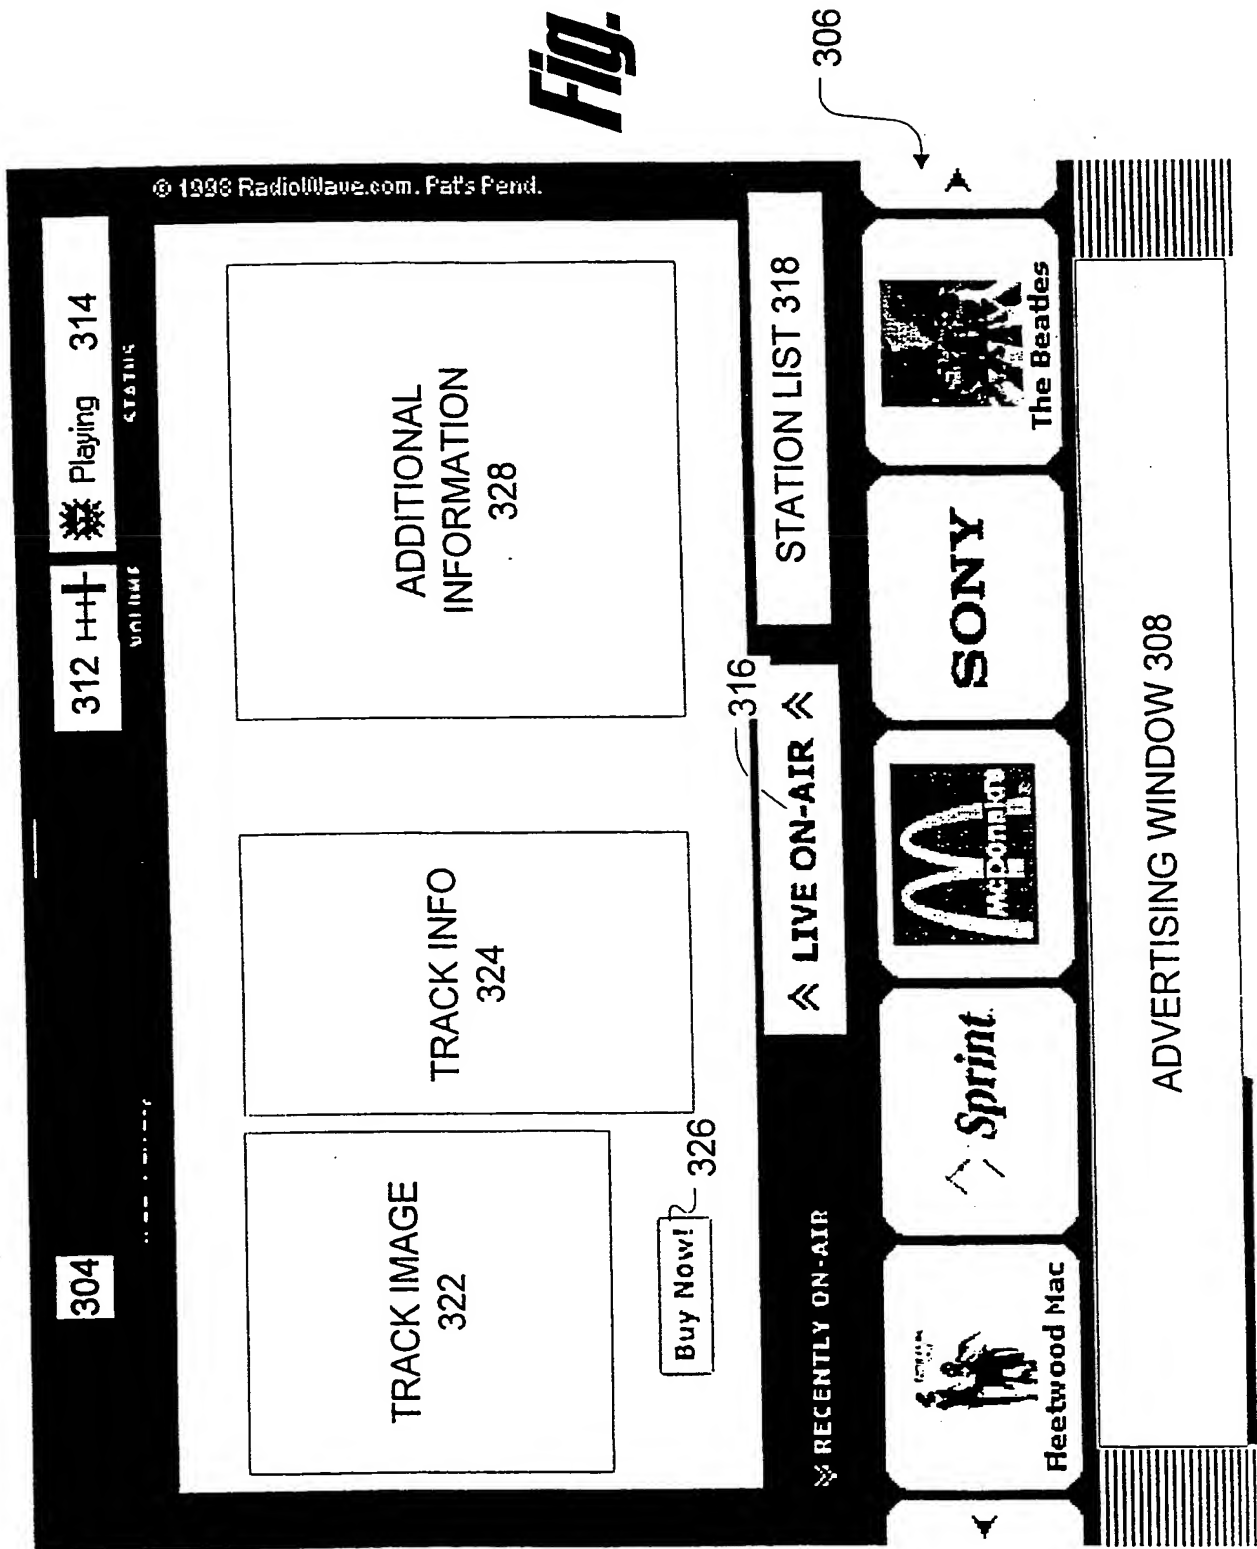 304
312
Playing 314
VOLUME
STATUS
© 1998 RadioWave.com. Pat's Pend.
TRACK IMAGE
322
TRACK INFO
324
ADDITIONAL
INFORMATION
328
Buy Now!
326
316
RECENTLY ON-AIR
LIVE ON-AIR
STATION LIST 318
Fleetwood Mac
Sprint
McDonald's
SONY
The Beatles
306
ADVERTISING WINDOW 308
Fig.